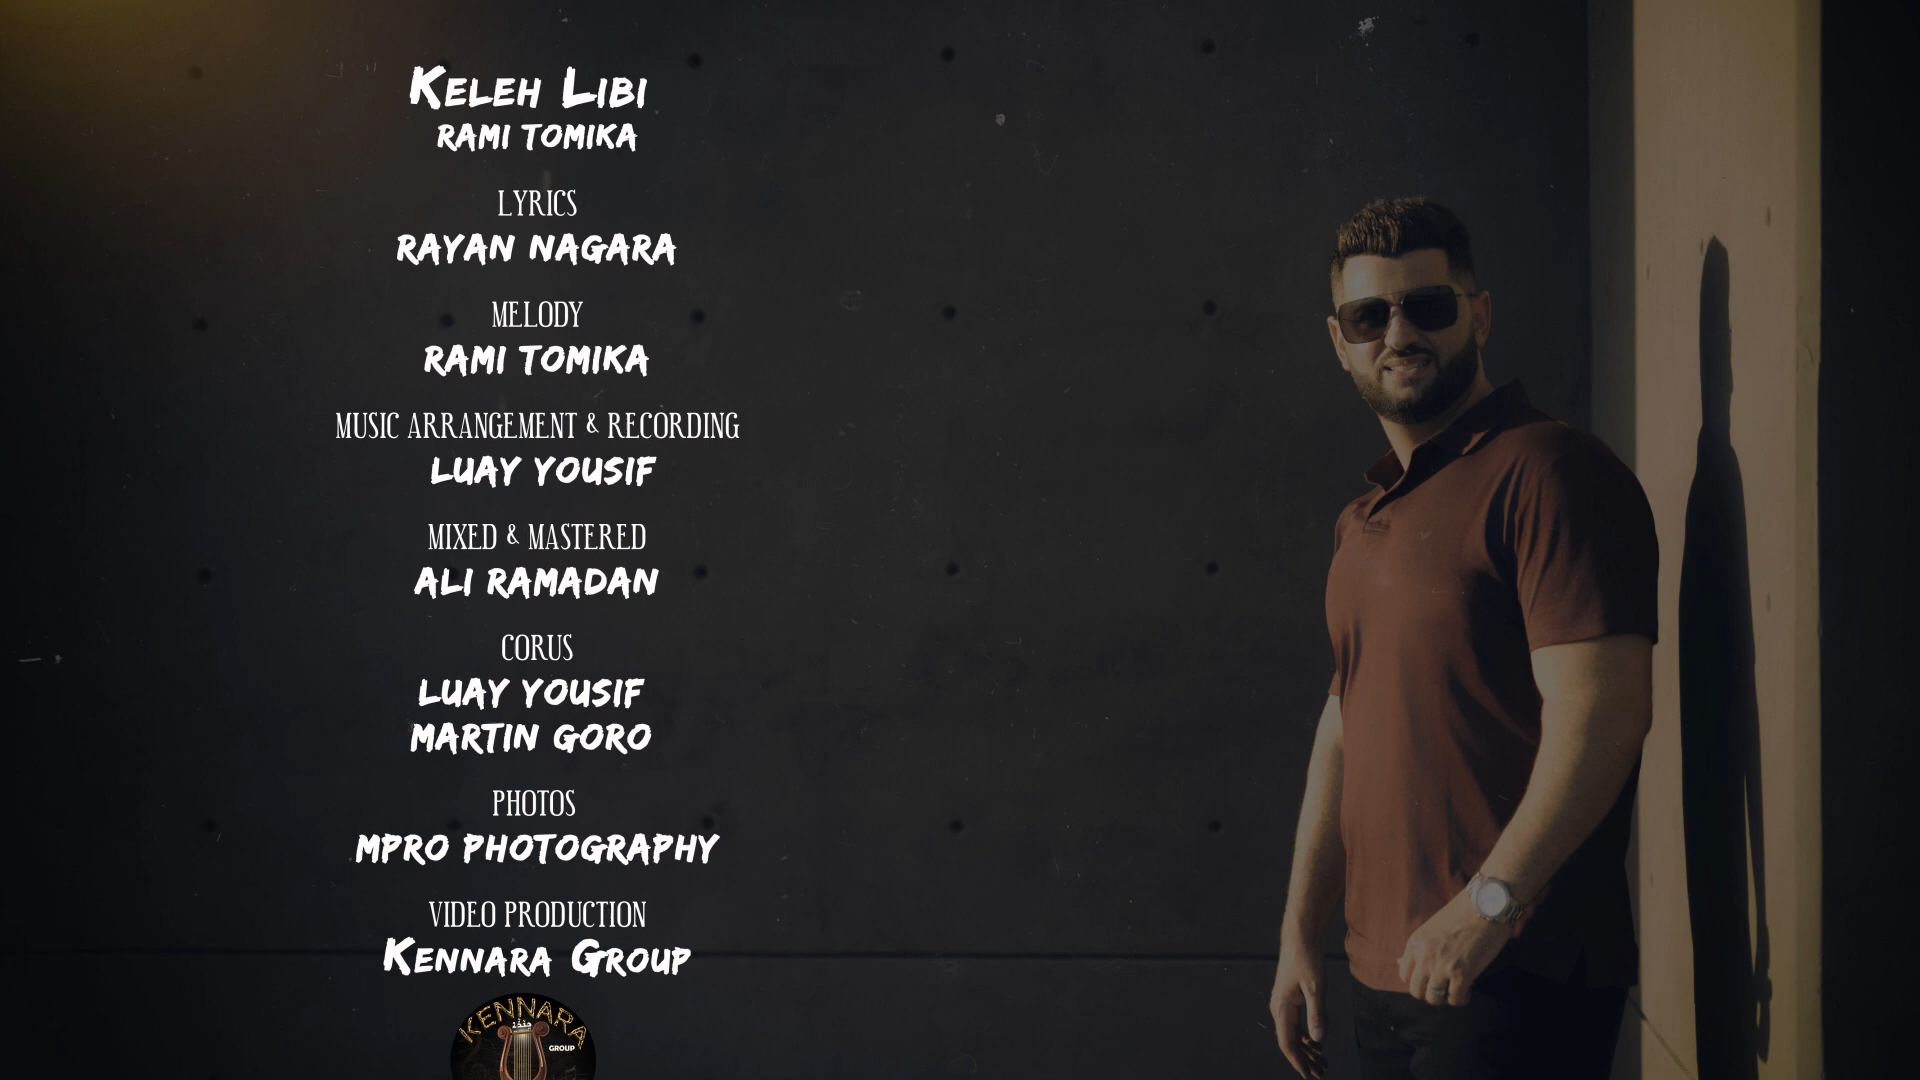 Keleh Libi
RAMI TOMIKA
LYRICS
RAYAN NAGARA
MELODY
RAMI TOMIKA
MUSIC ARRANGEMENT & RECORDING
LUAY YOUSIF
MIXED & MASTERED
ALI RAMADAN
CORUS
LUAY YOUSIF
MARTIN GORO
PHOTOS
MPRO PHOTOGRAPHY
VIDEO PRODUCTION
Kennara Group
KENNARA
GROUP